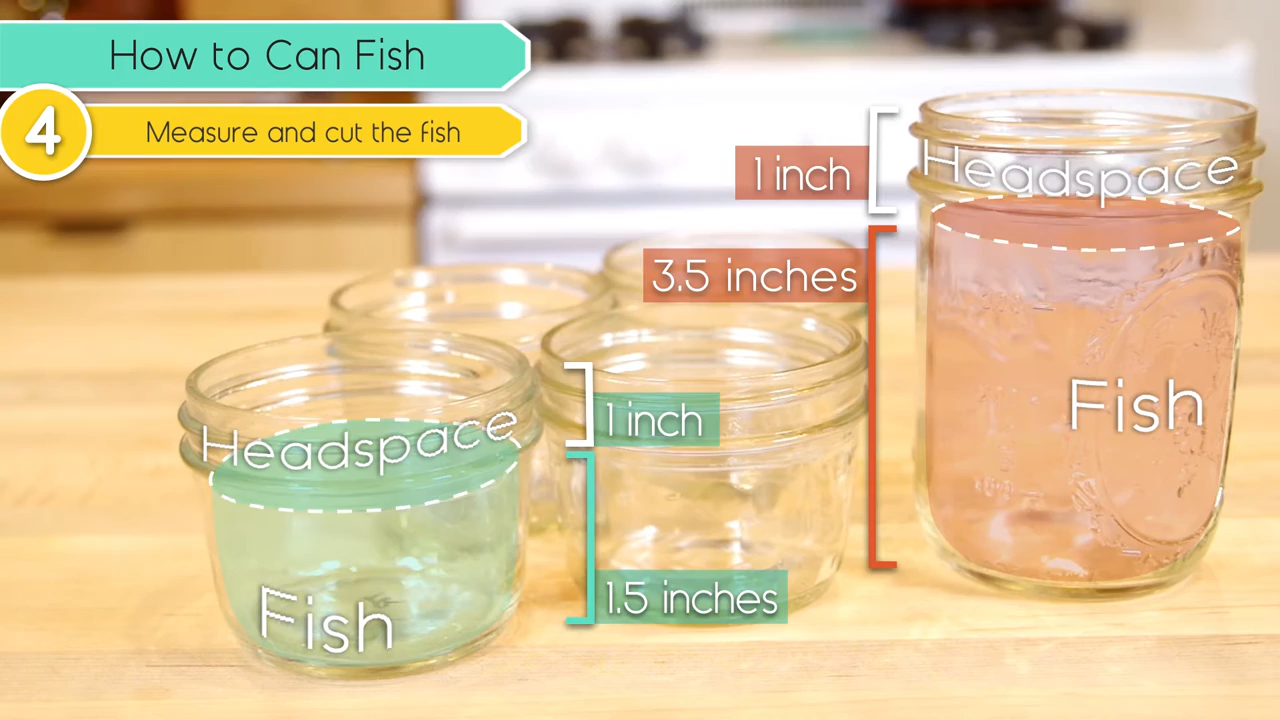 How to Can Fish
4
Measure and cut the fish
1 inch
Headspace
3.5 inches
Fish
Headspace
1 inch
Fish
1.5 inches